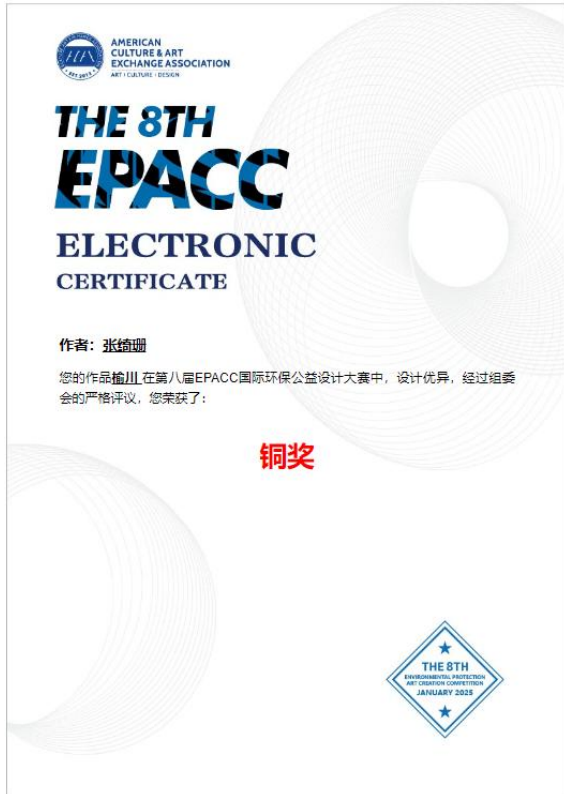 AMERICAN
CULTURE & ART
EXCHANGE ASSOCIATION
ART | CULTURE | DESIGN
THE 8TH
EPACC
ELECTRONIC
CERTIFICATE
作者：张绮珊
您的作品榆川 在第八届EPACC国际环保公益设计大赛中，设计优异，经过组委
会的严格评议，您荣获了：
铜奖
THE 8TH
ENVIRONMENTAL PROTECTION
ART CREATION COMPETITION
JANUARY 2025